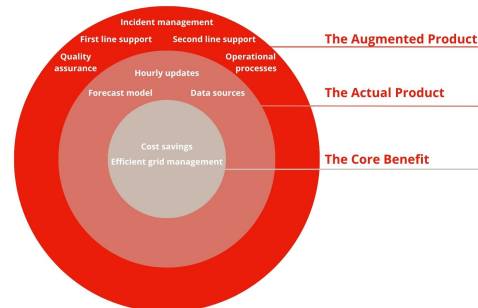 Incident management
First line support
Second line support
The Augmented Product
Quality
assurance
Operational
processes
Hourly updates
Forecast model
Data sources
The Actual Product
Cost savings
Efficient grid management
The Core Benefit